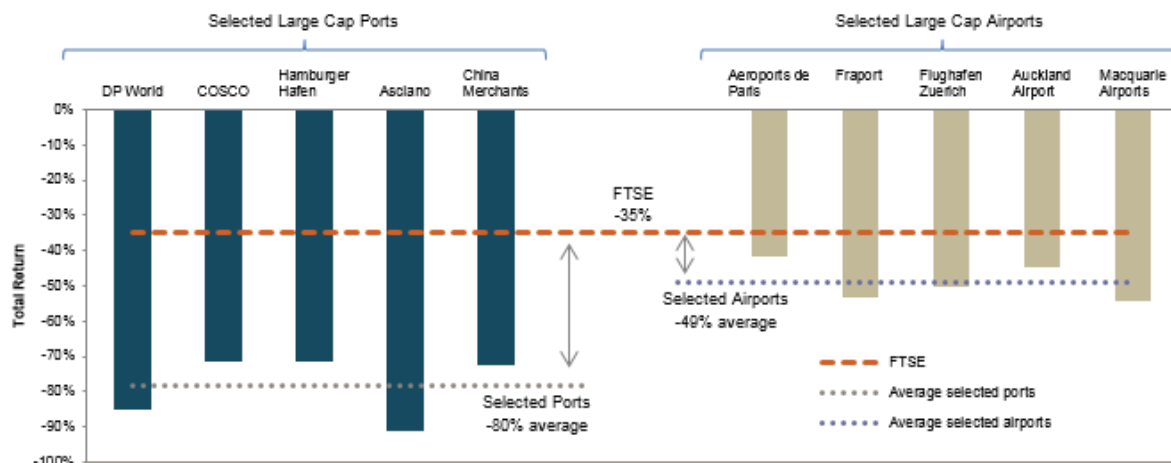 Selected Large Cap Ports
Selected Large Cap Airports
DP World
COSCO
Hamburger
Hafen
Asciano
China
Merchants
Aeroports de
Paris
Fraport
Flughafen
Zuerich
Auckland
Airport
Macquarie
Airports
0%
-10%
-20%
-30%
-40%
-50%
-60%
-70%
-80%
-90%
-100%
Total Return
FTSE
-35%
Selected Airports
-49% average
Selected Ports
-80% average
FTSE
Average selected ports
Average selected airports